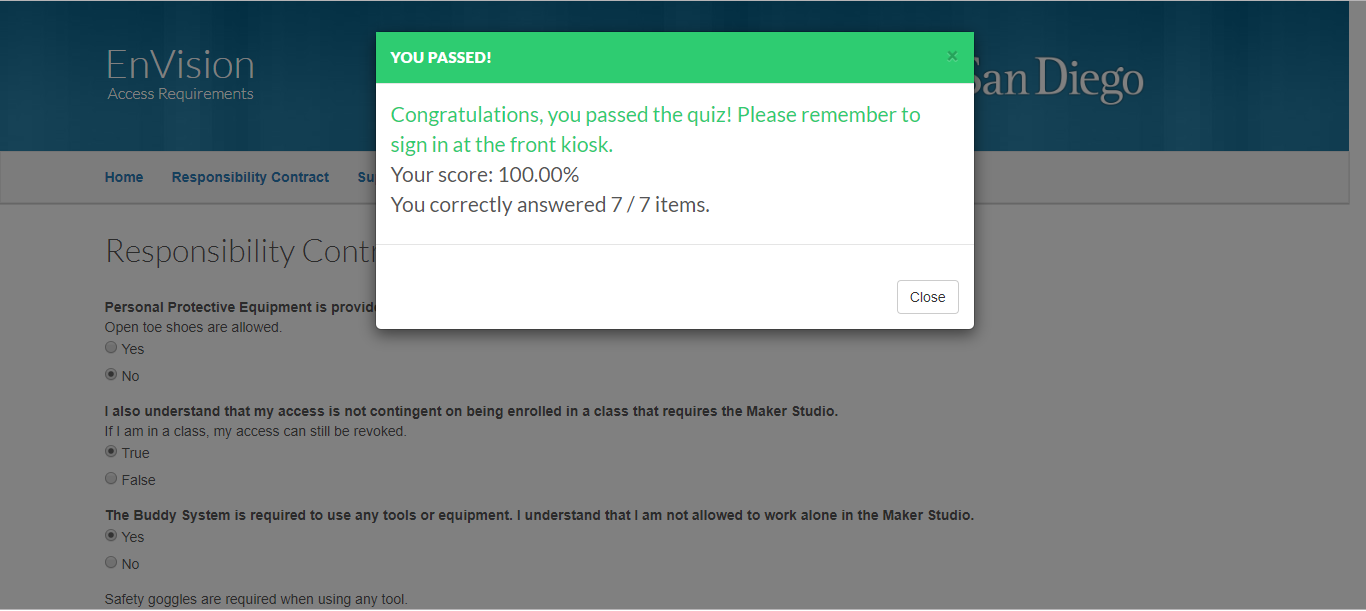 EnVision
Access Requirements
San Diego
YOU PASSED!
×
Congratulations, you passed the quiz! Please remember to
sign in at the front kiosk.
Your score: 100.00%
You correctly answered 7 / 7 items.
Close
Home Responsibility Contract
Responsibility
Personal Protective Equipment is
Open toe shoes are allowed.
Yes
No
I also understand that my access is not contingent on being enrolled in a class that requires the Maker Studio.
If I am in a class, my access can still be revoked.
True
False
The Buddy System is required to use any tools or equipment. I understand that I am not allowed to work alone in the Maker Studio.
Yes
No
Safety goggles are required when using any tool.